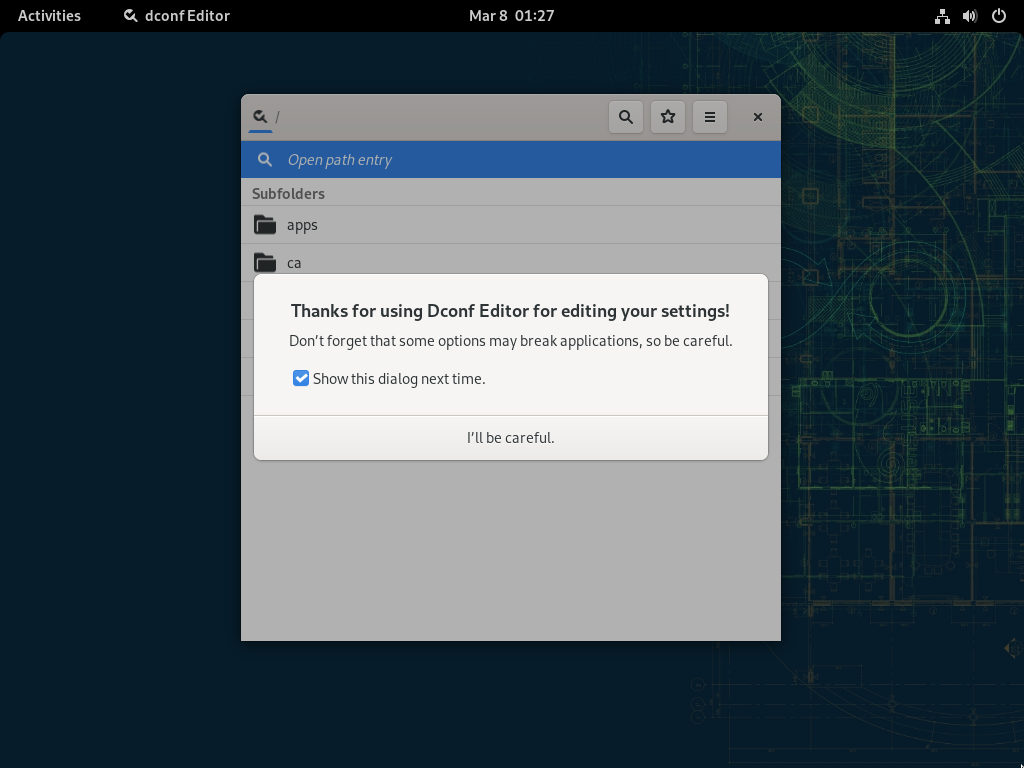 Activities
dconf Editor
Mar 8 01:27
/
Open path entry
Subfolders
apps
ca
Thanks for using Dconf Editor for editing your settings!
Don’t forget that some options may break applications, so be careful.
Show this dialog next time.
I’ll be careful.